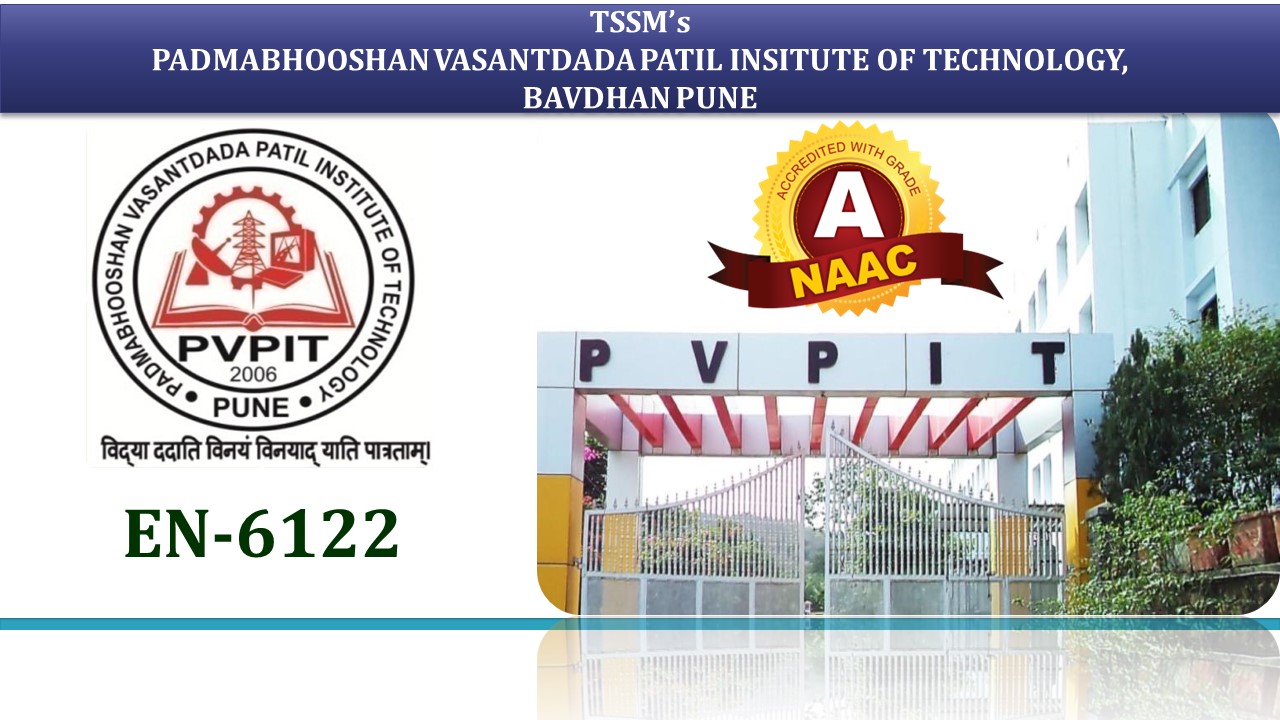 TSSM's
PADMABHOOSHAN VASANTDADA PATIL INSITUTE OF TECHNOLOGY,
BAVDHAN PUNE
PADMABHOOSHAN VASANTDADA PATIL INSTITUTE OF TECHNOLOGY
PVPIT
2006
• PUNE •
विद्या ददाति विनयं विनयाद् याति पात्रताम्।
EN-6122
ACCREDITED WITH GRADE
A
NAAC
P V P I T